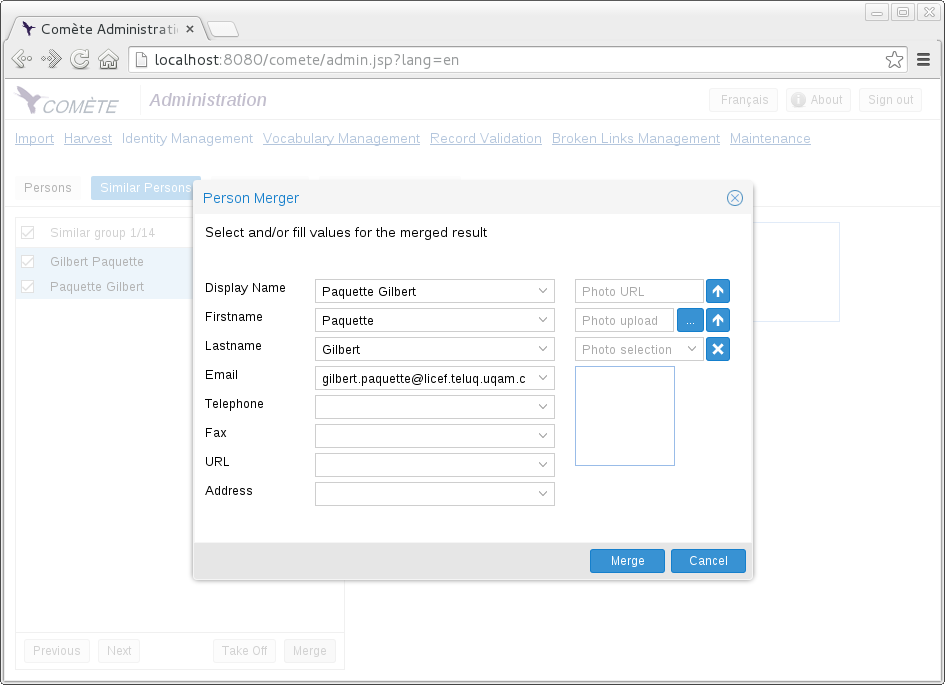 Comète Administrati
localhost:8080/comete/admin.jsp?lang=en
COMÈTE Administration Français About Sign out
Import Harvest Identity Management Vocabulary Management Record Validation Broken Links Management Maintenance
Persons Similar Persons
Similar group 1/14
Gilbert Paquette
Paquette Gilbert
Person Merger
Select and/or fill values for the merged result
Display Name Paquette Gilbert Photo URL
Firstname Paquette Photo upload ...
Lastname Gilbert Photo selection
Email gilbert.paquette@licef.teluq.uqam.c
Telephone
Fax
URL
Address
Merge Cancel
Previous Next Take Off Merge